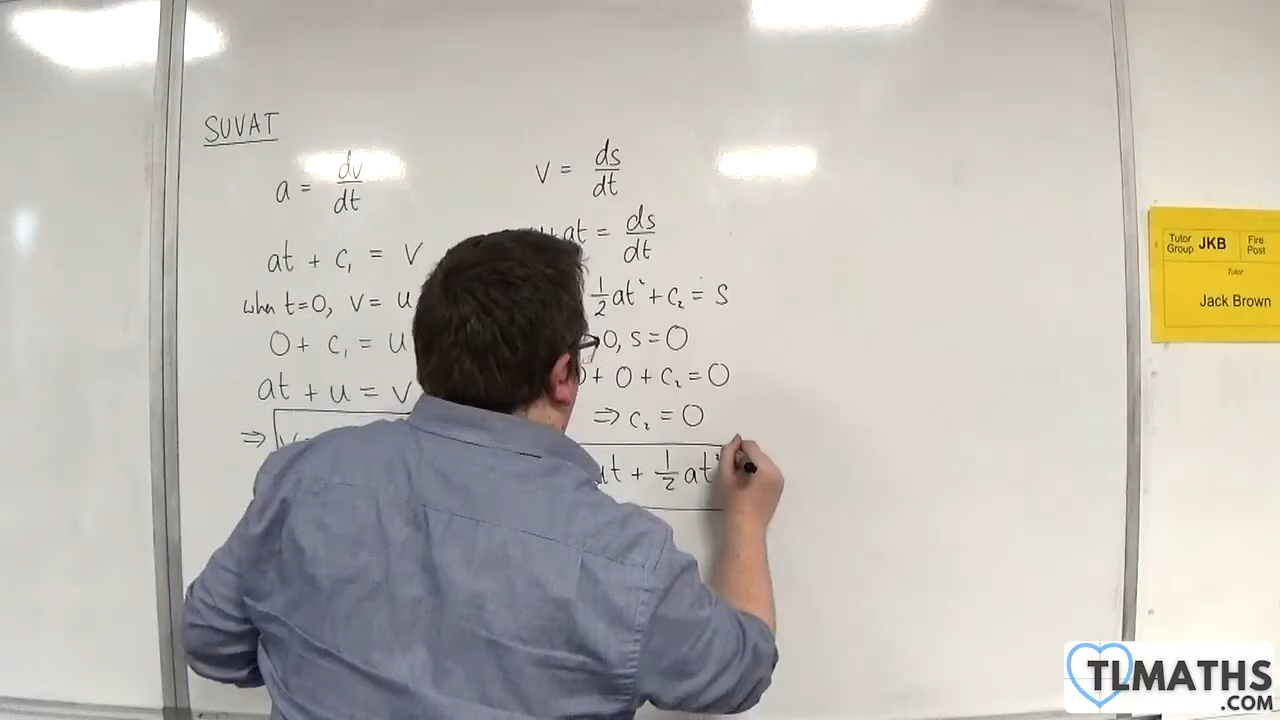 SUVAT
a = dv/dt
at + c₁ = v
when t=0, v = u
0 + c₁ = u
at + u = v
⇒ v
v = ds/dt
at = ds/dt
½at² + c₂ = s
0, s = 0
+ 0 + c₂ = 0
⇒ c₂ = 0
ut + ½at²
Tutor Group JKB
Fire Post
Tutor
Jack Brown
TLMATHS
.COM